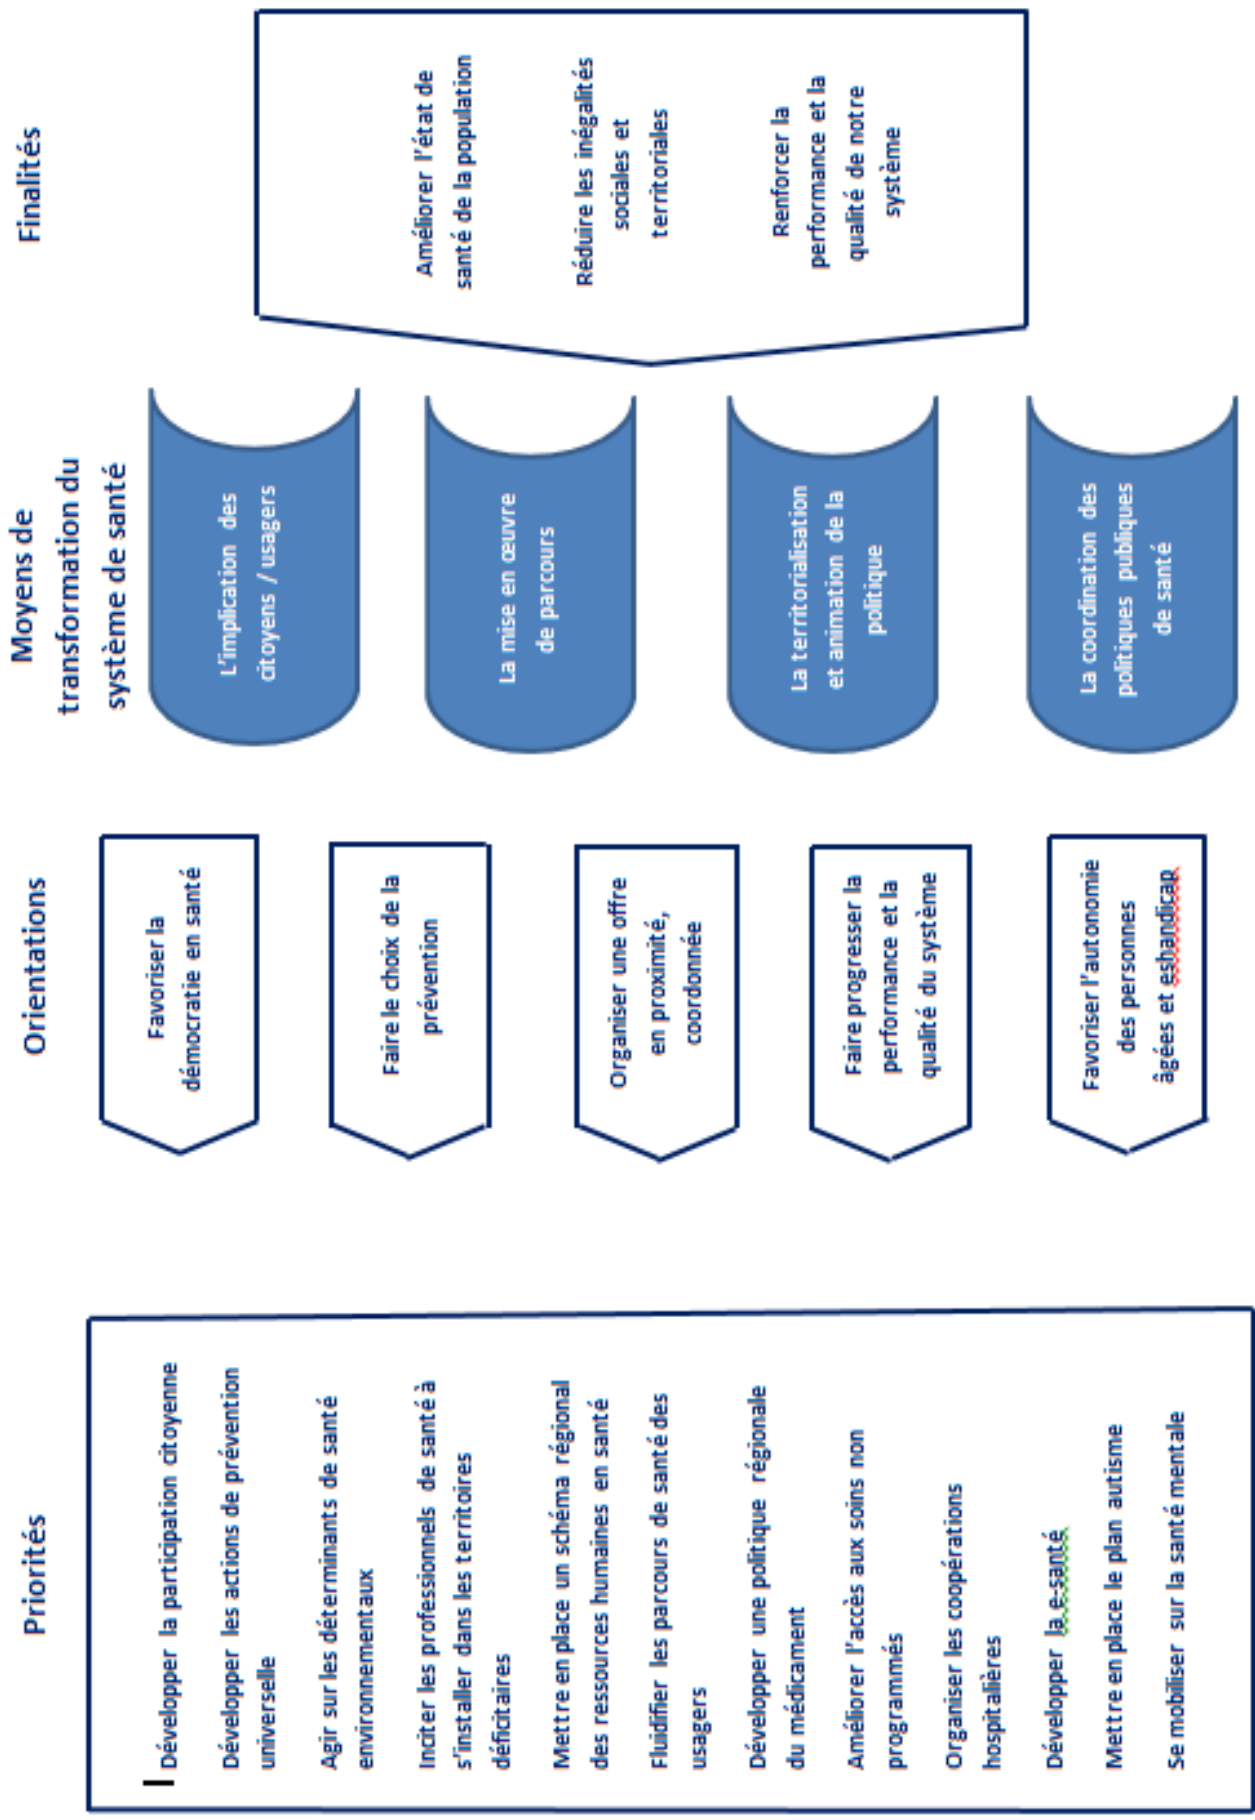 Priorités
Développer la participation citoyenne
Développer les actions de prévention
universelle
Agir sur les déterminants de santé
environnementaux
Inciter les professionnels de santé à
s'installer dans les territoires
déficitaires
Mettre en place un schéma régional
des ressources humaines en santé
Fluidifier les parcours de santé des
usagers
Développer une politique régionale
du médicament
Améliorer l'accès aux soins non
programmés
Organiser les coopérations
hospitalières
Développer la e-santé
Mettre en place le plan autisme
Se mobiliser sur la santé mentale
Orientations
Favoriser la
démocratie en santé
Faire le choix de la
prévention
Organiser une offre
en proximité,
coordonnée
Faire progresser la
performance et la
qualité du système
Favoriser l'autonomie
des personnes
âgées et eshandicap
Moyens de
transformation du
système de santé
L'implication des
citoyens / usagers
La mise en œuvre
de parcours
La territorialisation
et animation de la
politique
La coordination des
politiques publiques
de santé
Finalités
Améliorer l'état de
santé de la population
Réduire les inégalités
sociales et
territoriales
Renforcer la
performance et la
qualité de notre
système